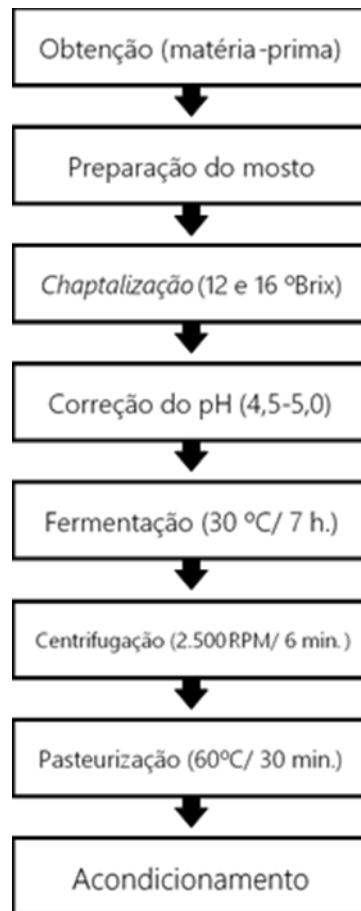 Obtenção (matéria-prima)
Preparação do mosto
Chaptalização (12 e 16 ºBrix)
Correção do pH (4,5-5,0)
Fermentação (30 ºC/ 7 h.)
Centrifugação (2.500 RPM/ 6 min.)
Pasteurização (60ºC/ 30 min.)
Acondicionamento